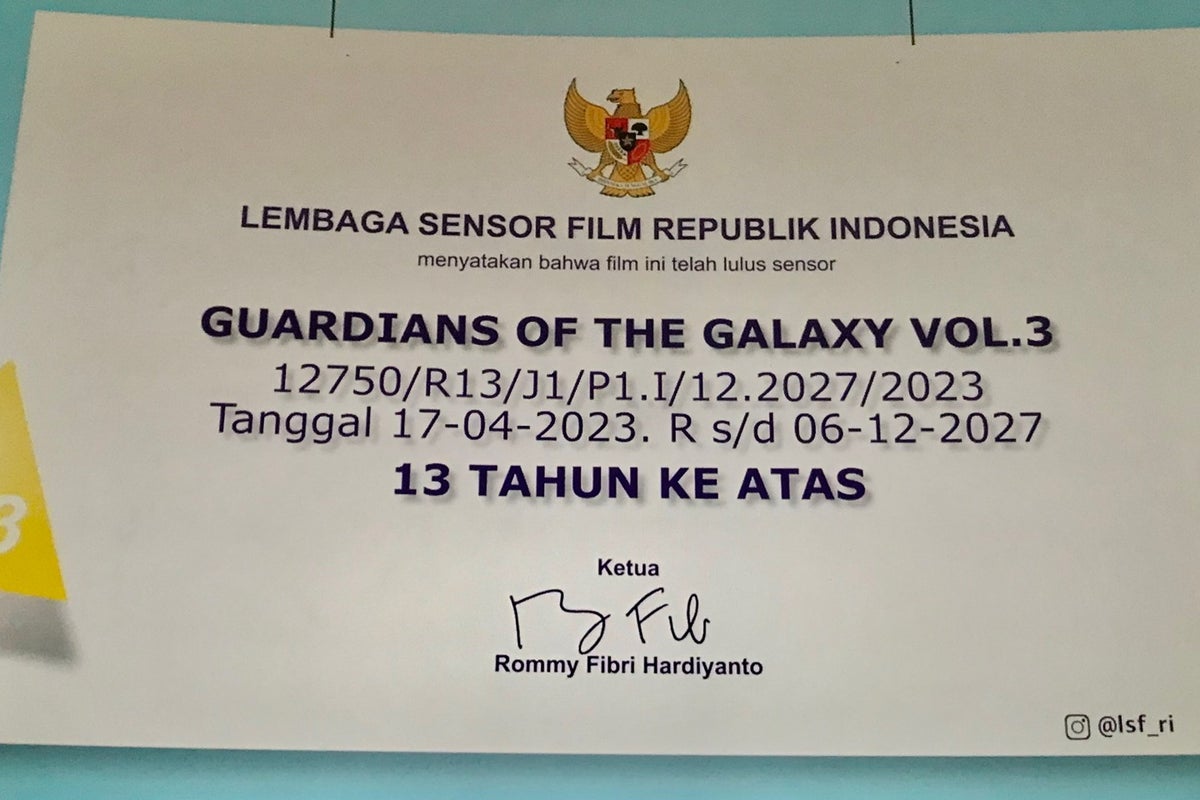 LEMBAGA SENSOR FILM REPUBLIK INDONESIA
menyatakan bahwa film ini telah lulus sensor
GUARDIANS OF THE GALAXY VOL.3
12750/R13/J1/P1.I/12.2027/2023
Tanggal 17-04-2023. R s/d 06-12-2027
13 TAHUN KE ATAS
3
Ketua
Rommy Fibri Hardiyanto
@lsf_ri